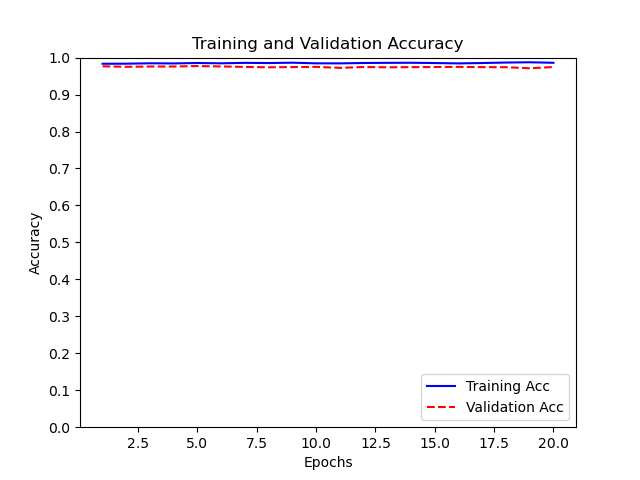 Training and Validation Accuracy
1.0
0.9
0.8
0.7
0.6
0.5
0.4
0.3
0.2
0.1
0.0
Accuracy
Training Acc
Validation Acc
2.5 5.0 7.5 10.0 12.5 15.0 17.5 20.0
Epochs